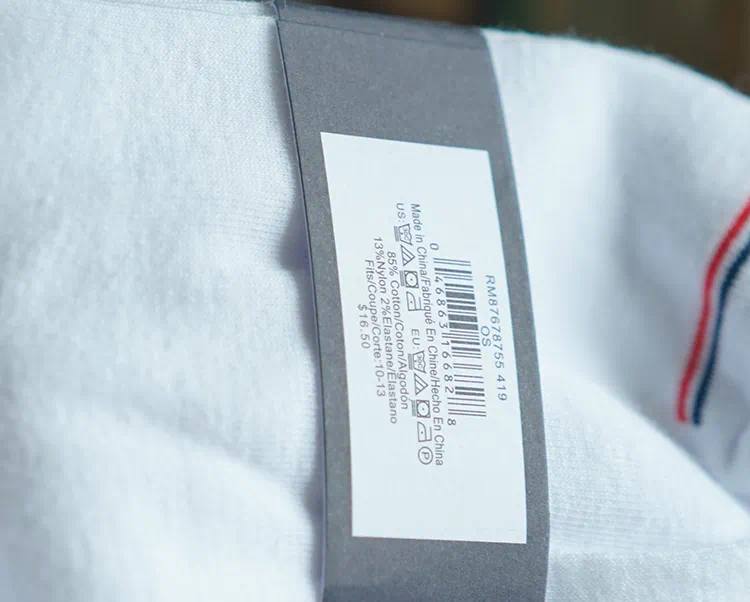 RM87678755 419
OS
0 46863 16682 8
Made in China/Fabriqué En Chine/Hecho En China
US: EU: P
85% Cotton/Coton/Algodón
13%Nylon 2%Elastane/Elastano
Fits/Coupe/Corte:10-13
$16.50